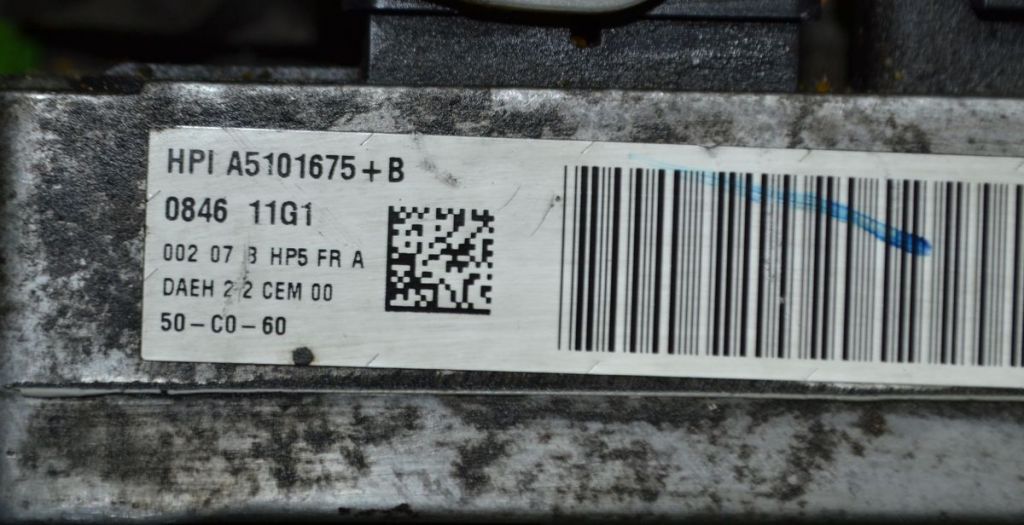 HPI A5101675+B
0846 11G1
002 07 B HP5 FR A
DAEH 2 2 CEM 00
50-C0-60